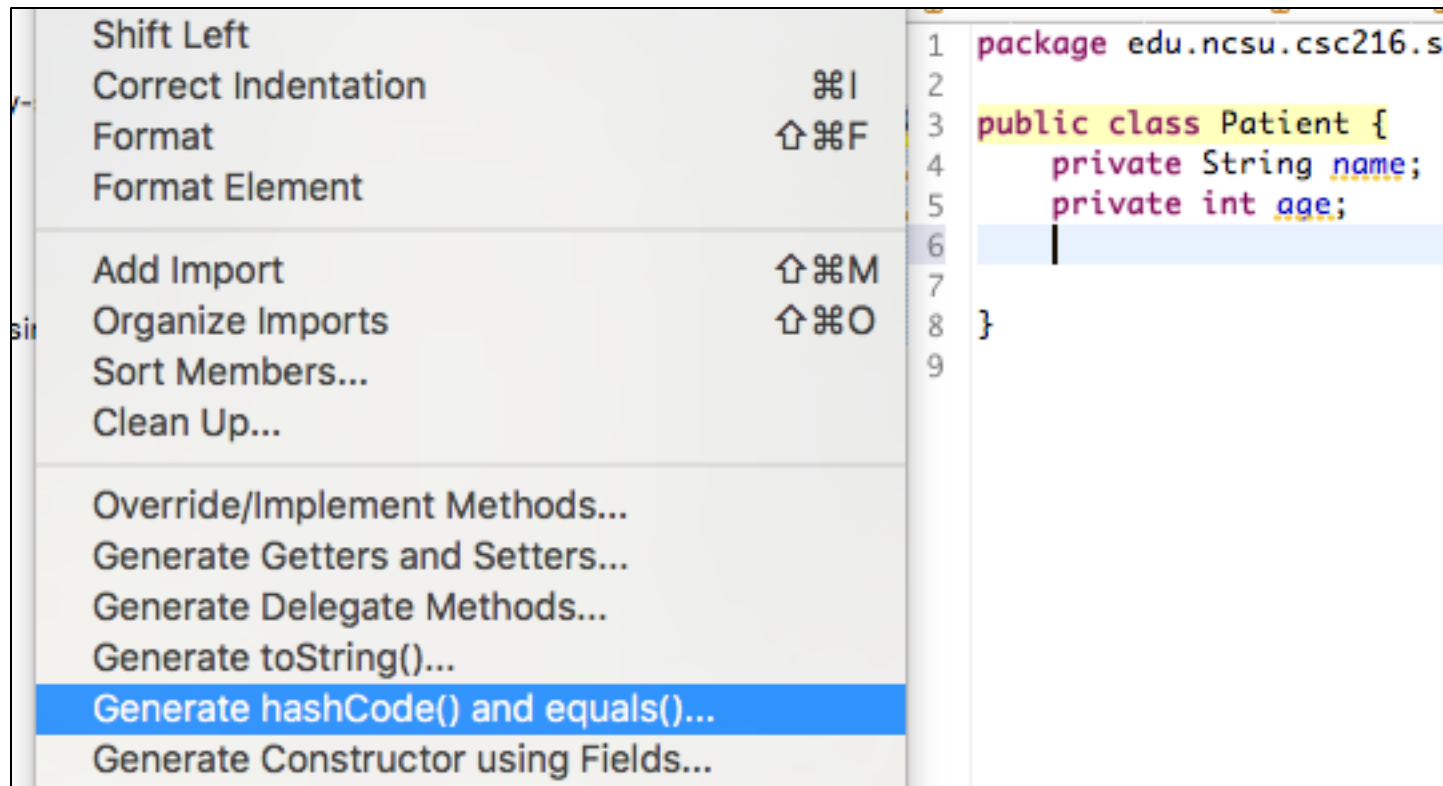 Shift Left
Correct Indentation ⌘I
Format ⇧⌘F
Format Element
Add Import ⇧⌘M
Organize Imports ⇧⌘O
Sort Members...
Clean Up...
Override/Implement Methods...
Generate Getters and Setters...
Generate Delegate Methods...
Generate toString()...
Generate hashCode() and equals()...
Generate Constructor using Fields...
1 package edu.ncsu.csc216.s
2
3 public class Patient {
4 private String name;
5 private int age;
6
7
8 }
9